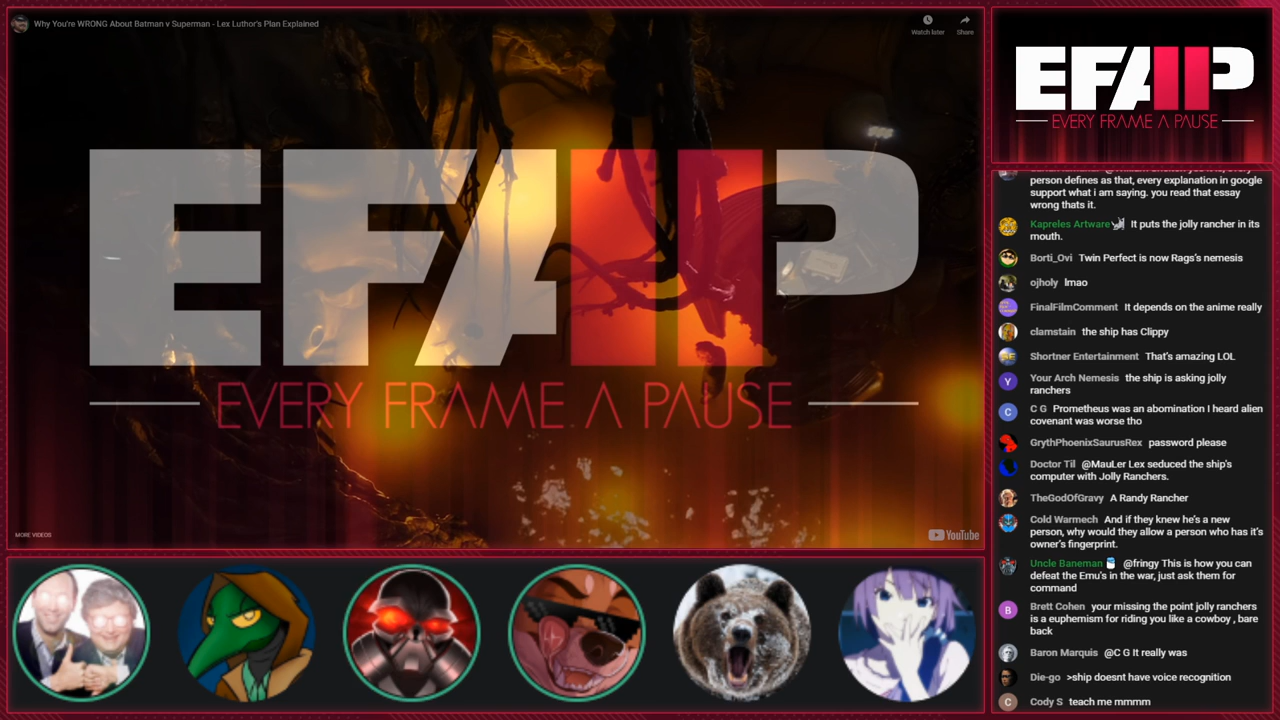 Why You're WRONG About Batman v Superman - Lex Luthor's Plan Explained
Watch later
Share
EFAP
EVERY FRAME A PAUSE
MORE VIDEOS
YouTube
EFAP
EVERY FRAME A PAUSE
person defines as that, every explanation in google
support what i am saying. you read that essay
wrong thats it.
Kapreles Artware It puts the jolly rancher in its
mouth.
Borti_Ovi Twin Perfect is now Rags's nemesis
ojholy lmao
FinalFilmComment It depends on the anime really
clamstain the ship has Clippy
Shortner Entertainment That's amazing LOL
Y
Your Arch Nemesis the ship is asking jolly
ranchers
C
C G Prometheus was an abomination I heard alien
covenant was worse tho
GrythPhoenixSaurusRex password please
Doctor Til @MauLer Lex seduced the ship's
computer with Jolly Ranchers.
TheGodOfGravy A Randy Rancher
Cold Warmech And if they knew he's a new
person, why would they allow a person who has it's
owner's fingerprint.
Uncle Baneman @fringy This is how you can
defeat the Emu's in the war, just ask them for
command
B
Brett Cohen your missing the point jolly ranchers
is a euphemism for riding you like a cowboy , bare
back
Baron Marquis @C G It really was
Die-go >ship doesnt have voice recognition
C
Cody S teach me mmmm